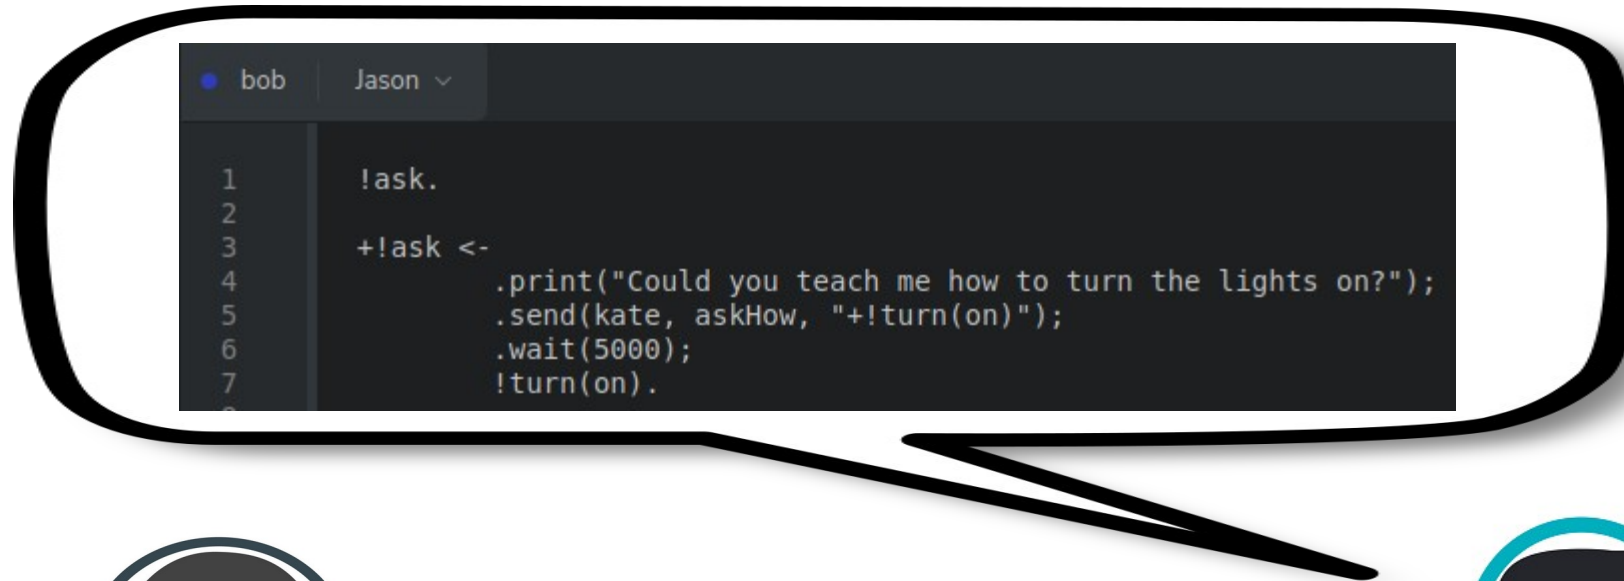 bob Jason
1 !ask.
2
3 +!ask <-
4 .print("Could you teach me how to turn the lights on?");
5 .send(kate, askHow, "+!turn(on)");
6 .wait(5000);
7 !turn(on).